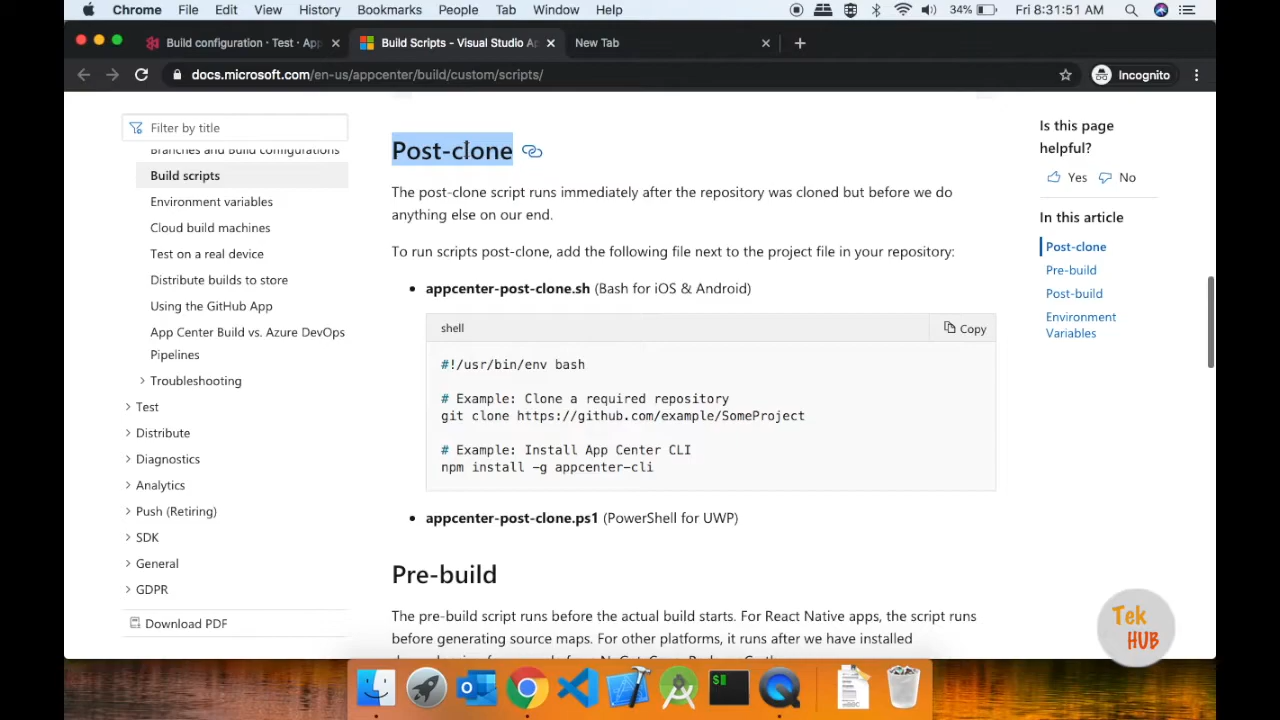 Chrome File Edit View History Bookmarks People Tab Window Help 34% Fri 8:31:51 AM
Build configuration · Test · App
Build Scripts - Visual Studio Ap
New Tab
docs.microsoft.com/en-us/appcenter/build/custom/scripts/
Incognito
Filter by title
Branches and Build configurations
Build scripts
Environment variables
Cloud build machines
Test on a real device
Distribute builds to store
Using the GitHub App
App Center Build vs. Azure DevOps
Pipelines
Troubleshooting
Test
Distribute
Diagnostics
Analytics
Push (Retiring)
SDK
General
GDPR
Download PDF
Post-clone
The post-clone script runs immediately after the repository was cloned but before we do
anything else on our end.
To run scripts post-clone, add the following file next to the project file in your repository:
appcenter-post-clone.sh (Bash for iOS & Android)
shell
Copy
#!/usr/bin/env bash
# Example: Clone a required repository
git clone https://github.com/example/SomeProject
# Example: Install App Center CLI
npm install -g appcenter-cli
appcenter-post-clone.ps1 (PowerShell for UWP)
Pre-build
The pre-build script runs before the actual build starts. For React Native apps, the script runs
before generating source maps. For other platforms, it runs after we have installed
Is this page
helpful?
Yes No
In this article
Post-clone
Pre-build
Post-build
Environment
Variables
Tek
HUB